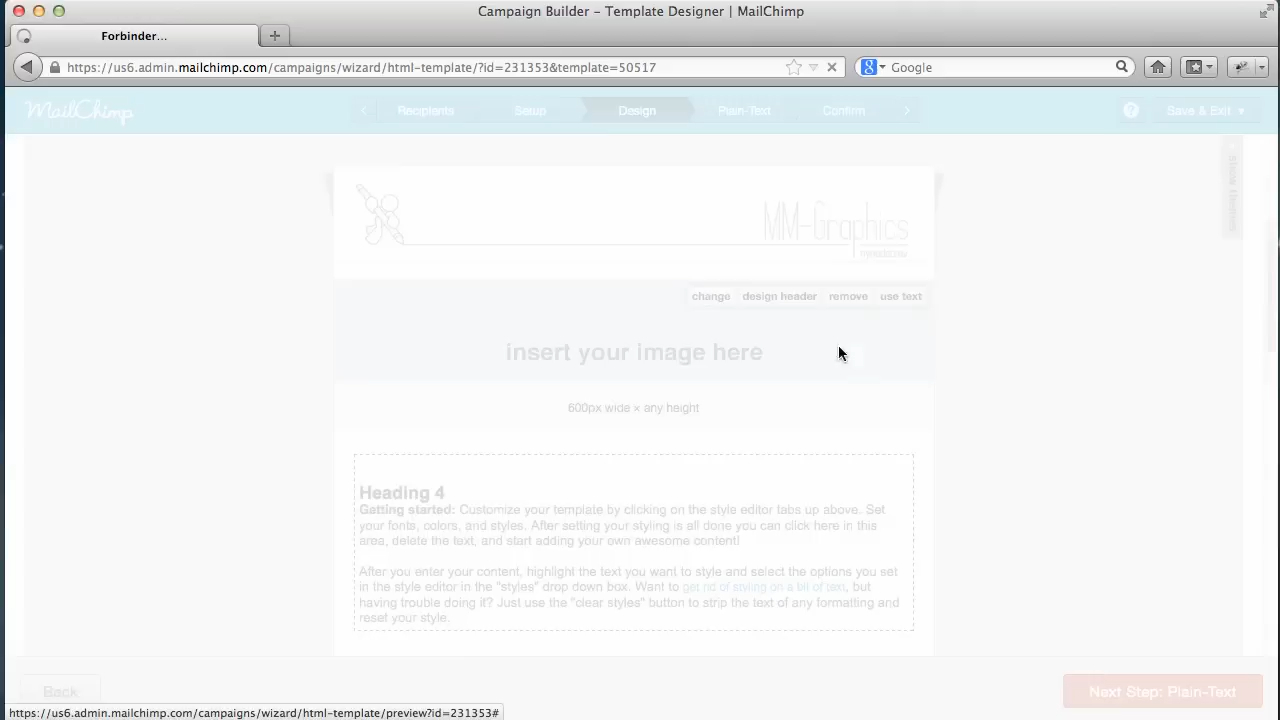 Campaign Builder – Template Designer | MailChimp
Forbinder...
https://us6.admin.mailchimp.com/campaigns/wizard/html-template/?id=231353&template=50517
Google
MailChimp
Recipients
Setup
Design
Plain-Text
Confirm
Save & Exit
MM-Graphics
change
design header
remove
use text
insert your image here
600px wide × any height
Heading 4
Getting started: Customize your template by clicking on the style editor tabs up above. Set
your fonts, colors, and styles. After setting your styling is all done you can click here in this
area, delete the text, and start adding your own awesome content!
After you enter your content, highlight the text you want to style and select the options you set
in the style editor in the "styles" drop down box. Want to get rid of styling on a bit of text, but
having trouble doing it? Just use the "clear styles" button to strip the text of any formatting and
reset your style.
Back
Next Step: Plain-Text
https://us6.admin.mailchimp.com/campaigns/wizard/html-template/preview?id=231353#